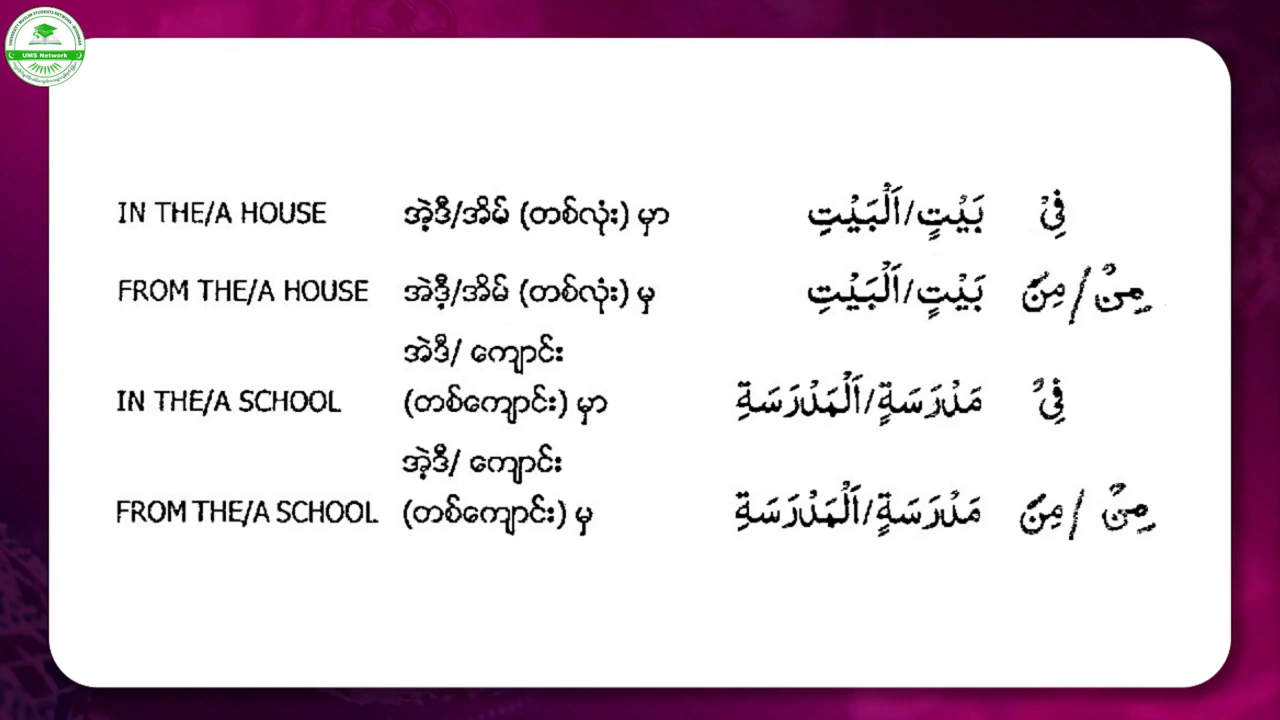 UMS Network
IN THE/A HOUSE အဲ့ဒီ/အိမ် (တစ်လုံး) မှာ بَيْتٍ/اَلْبَيْتِ فِيْ
FROM THE/A HOUSE အဲဒီ့/အိမ် (တစ်လုံး) မှ بَيْتٍ/اَلْبَيْتِ مِنْ/مِنَ
အဲဒီ/ ကျောင်း
IN THE/A SCHOOL (တစ်ကျောင်း) မှာ مَدْرَسَةٍ/اَلْمَدْرَسَةِ فِيْ
အဲ့ဒီ/ ကျောင်း
FROM THE/A SCHOOL (တစ်ကျောင်း) မှ مَدْرَسَةٍ/اَلْمَدْرَسَةِ مِنْ/مِنَ